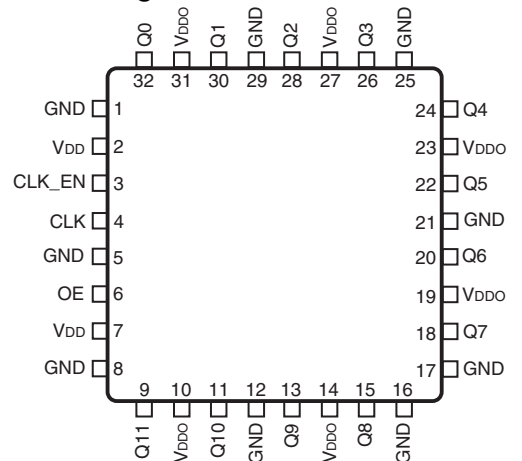 Q0 VDDO Q1 GND Q2 VDDO Q3 GND
32 31 30 29 28 27 26 25
GND 1 24 Q4
VDD 2 23 VDDO
CLK_EN 3 22 Q5
CLK 4 21 GND
GND 5 20 Q6
OE 6 19 VDDO
VDD 7 18 Q7
GND 8 17 GND
9 10 11 12 13 14 15 16
Q11 VDDO Q10 GND Q9 VDDO Q8 GND